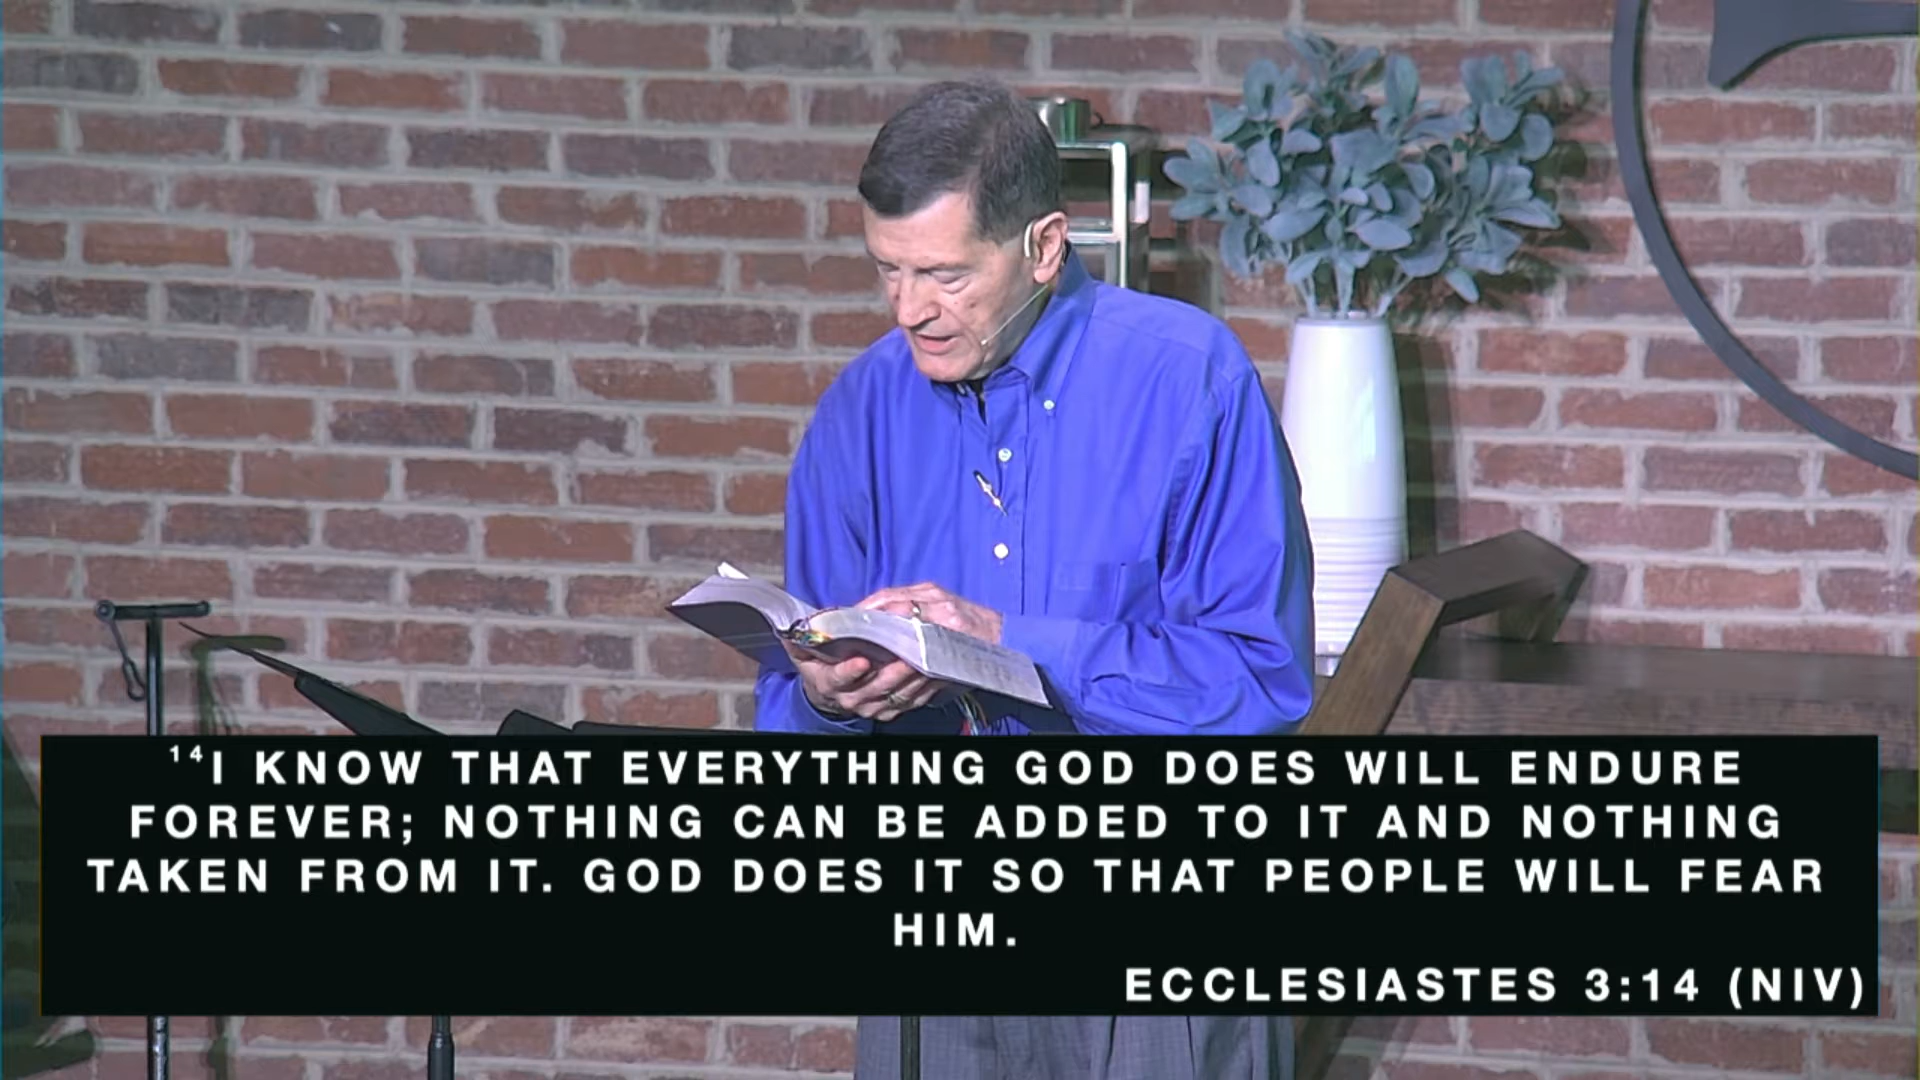 ¹⁴I KNOW THAT EVERYTHING GOD DOES WILL ENDURE
FOREVER; NOTHING CAN BE ADDED TO IT AND NOTHING
TAKEN FROM IT. GOD DOES IT SO THAT PEOPLE WILL FEAR
HIM.
ECCLESIASTES 3:14 (NIV)